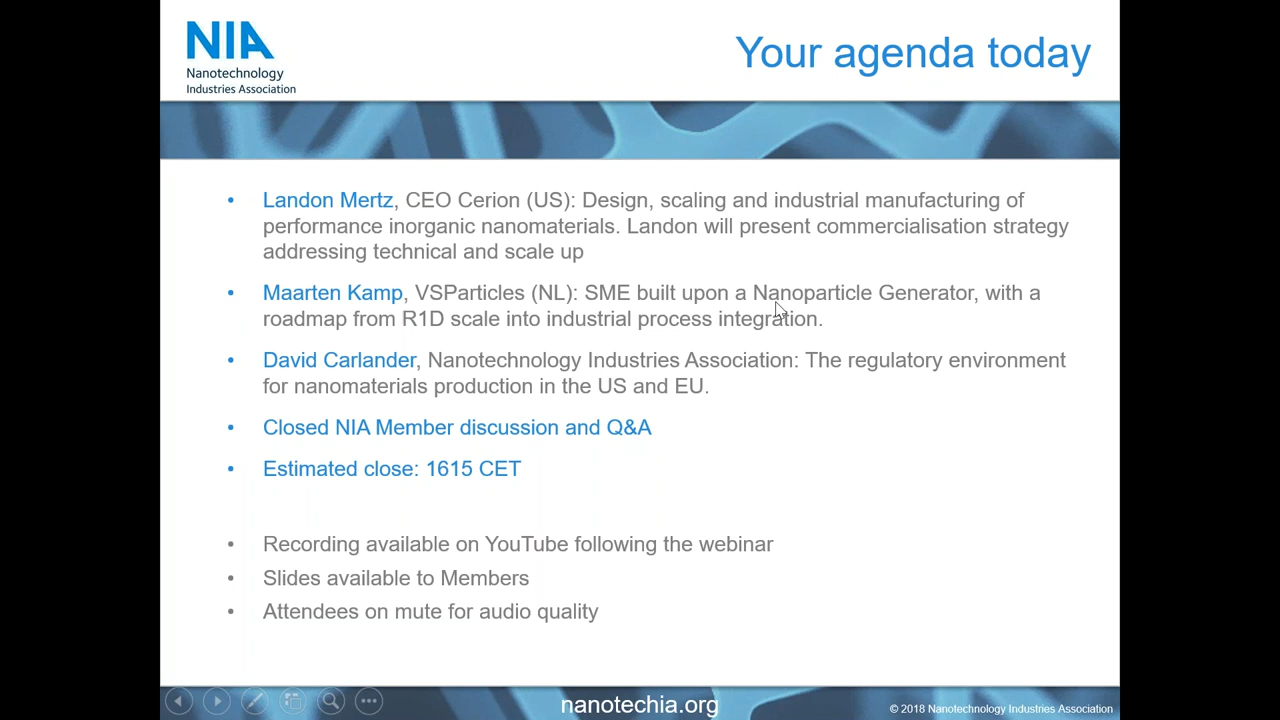 NIA
Nanotechnology
Industries Association
Your agenda today
• Landon Mertz, CEO Cerion (US): Design, scaling and industrial manufacturing of
performance inorganic nanomaterials. Landon will present commercialisation strategy
addressing technical and scale up
• Maarten Kamp, VSParticles (NL): SME built upon a Nanoparticle Generator, with a
roadmap from R1D scale into industrial process integration.
• David Carlander, Nanotechnology Industries Association: The regulatory environment
for nanomaterials production in the US and EU.
• Closed NIA Member discussion and Q&A
• Estimated close: 1615 CET
• Recording available on YouTube following the webinar
• Slides available to Members
• Attendees on mute for audio quality
nanotechia.org
© 2018 Nanotechnology Industries Association